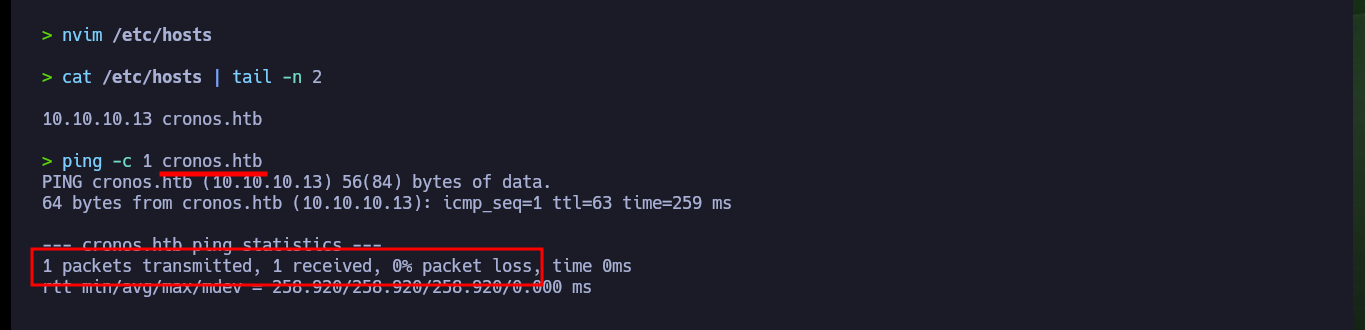 > nvim /etc/hosts
> cat /etc/hosts | tail -n 2
10.10.10.13 cronos.htb
> ping -c 1 cronos.htb
PING cronos.htb (10.10.10.13) 56(84) bytes of data.
64 bytes from cronos.htb (10.10.10.13): icmp_seq=1 ttl=63 time=259 ms
--- cronos.htb ping statistics ---
1 packets transmitted, 1 received, 0% packet loss, time 0ms
rtt min/avg/max/mdev = 258.920/258.920/258.920/0.000 ms